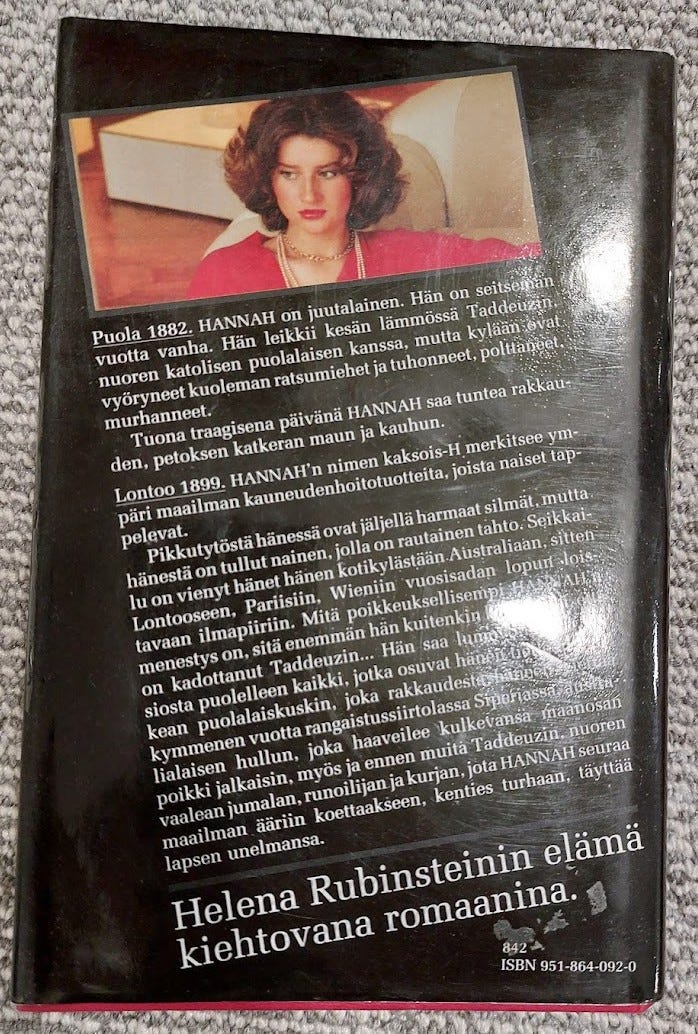 Puola 1882. HANNAH on juutalainen. Hän on seitsemän
vuotta vanha. Hän leikkii kesän lämmössä Taddeuzin,
nuoren katolisen puolalaisen kanssa, mutta kylään ovat
vyöryneet kuoleman ratsumiehet ja tuhonneet, polttaneet,
murhanneet.
Tuona traagisena päivänä HANNAH saa tuntea rakkau-
den, petoksen katkeran maun ja kauhun.
Lontoo 1899. HANNAH'n nimen kaksois-H merkitsee ym-
päri maailman kauneudenhoitotuotteita, joista naiset tap-
pelevat.
Pikkutytöstä hänessä ovat jäljellä harmaat silmät, mutta
hänestä on tullut nainen, jolla on rautainen tahto. Seikkai-
lu on vienyt hänet hänen kotikylästään Australiaan, sitten
Lontooseen, Pariisiin, Wieniin vuosisadan lopun lois-
tavaan ilmapiiriin. Mitä poikkeuksellisempi HANNAH'
menestys on, sitä enemmän hän kuitenkin
on kadottanut Taddeuzin... Hän saa
siosta puolelleen kaikki, jotka osuvat hänen
kean puolalaiskuskin, joka rakkaudesta
kymmenen vuotta rangaistussiirtolassa Siperiassa, austra-
lialaisen hullun, joka haaveilee kulkevansa maanosan
poikki jalkaisin, myös ja ennen muita Taddeuzin, nuoren
vaalean jumalan, runoilijan ja kurjan, jota HANNAH seuraa
maailman ääriin koettaakseen, kenties turhaan, täyttää
lapsen unelmansa.
Helena Rubinsteinin elämä
kiehtovana romaanina.
842
ISBN 951-864-092-0